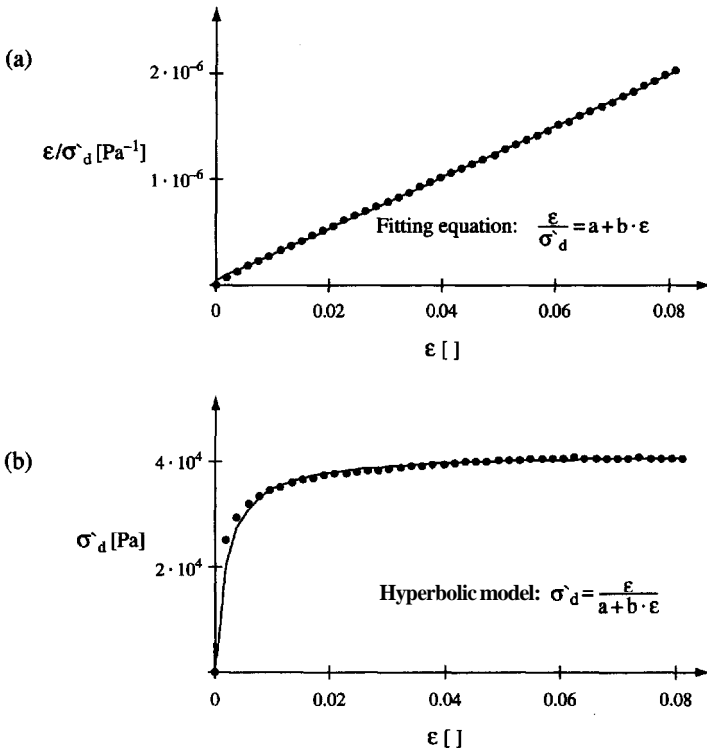 (a)
2 · 10⁻⁶
ε/σ`d [Pa⁻¹]
1 · 10⁻⁶
Fitting equation: ε/σ`d = a + b · ε
0 0.02 0.04 0.06 0.08
ε [ ]
(b)
4 · 10⁴
σ`d [Pa]
2 · 10⁴
Hyperbolic model: σ`d = ε/(a + b · ε)
0 0.02 0.04 0.06 0.08
ε [ ]